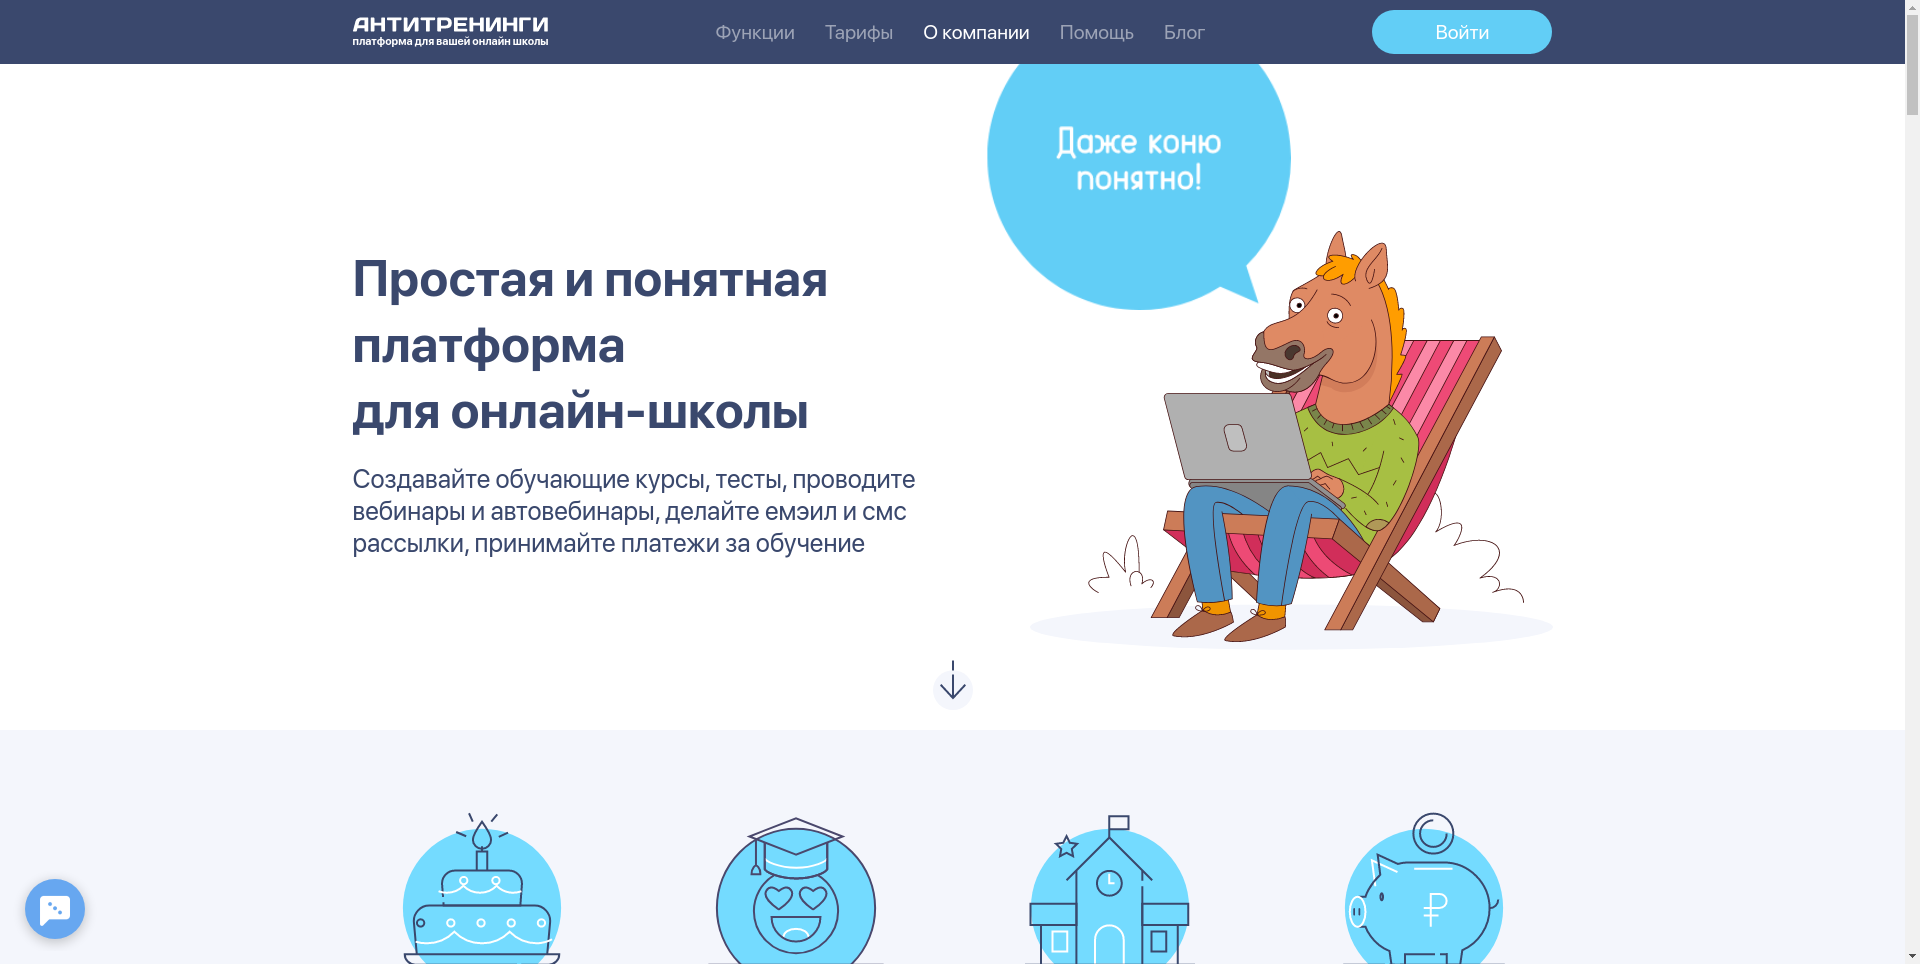 АНТИТРЕНИНГИ
платформа для вашей онлайн школы
Функции
Тарифы
О компании
Помощь
Блог
Войти
Даже коню
понятно!
Простая и понятная
платформа
для онлайн-школы
Создавайте обучающие курсы, тесты, проводите
вебинары и автовебинары, делайте емэил и смс
рассылки, принимайте платежи за обучение
₽